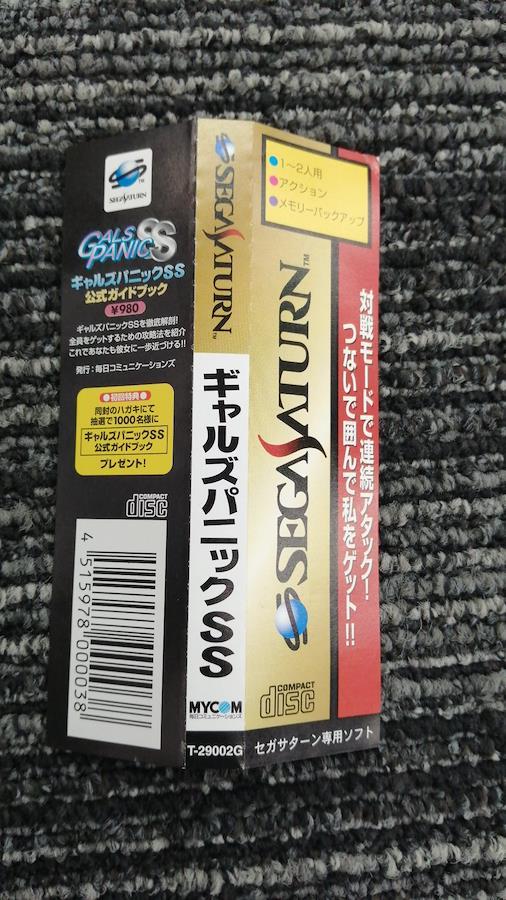 SEGASATURN™
GALS
PANIC SS
ギャルズパニックSS
公式ガイドブック
¥980
ギャルズパニックSSを徹底解剖!
全員をゲットするための攻略法を紹介
これであなたも彼女に一歩近づける!!
発行:毎日コミュニケーションズ
●初回特典●
同封のハガキにて
抽選で1000名様に
ギャルズパニックSS
公式ガイドブック
プレゼント!
COMPACT
disc
4515978000038
SEGASATURN™
ギャルズパニックSS
MYCOM
毎日コミュニケーションズ
T-29002G
●1〜2人用
●アクション
●メモリーバックアップ
SEGASATURN™
COMPACT
disc
対戦モードで連続アタック!
つないで囲んで私をゲット!!
セガサターン専用ソフト